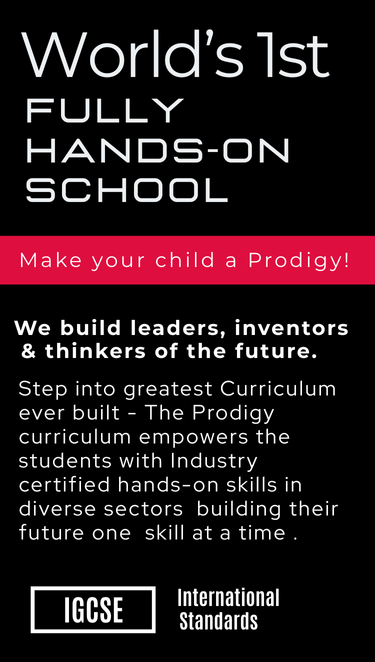 World's 1st
FULLY
HANDS-ON
SCHOOL
Make your child a Prodigy!
We build leaders, inventors
& thinkers of the future.
Step into greatest Curriculum
ever built - The Prodigy
curriculum empowers the
students with Industry
certified hands-on skills in
diverse sectors  building their
future one  skill at a time .
IGCSE
International
Standards